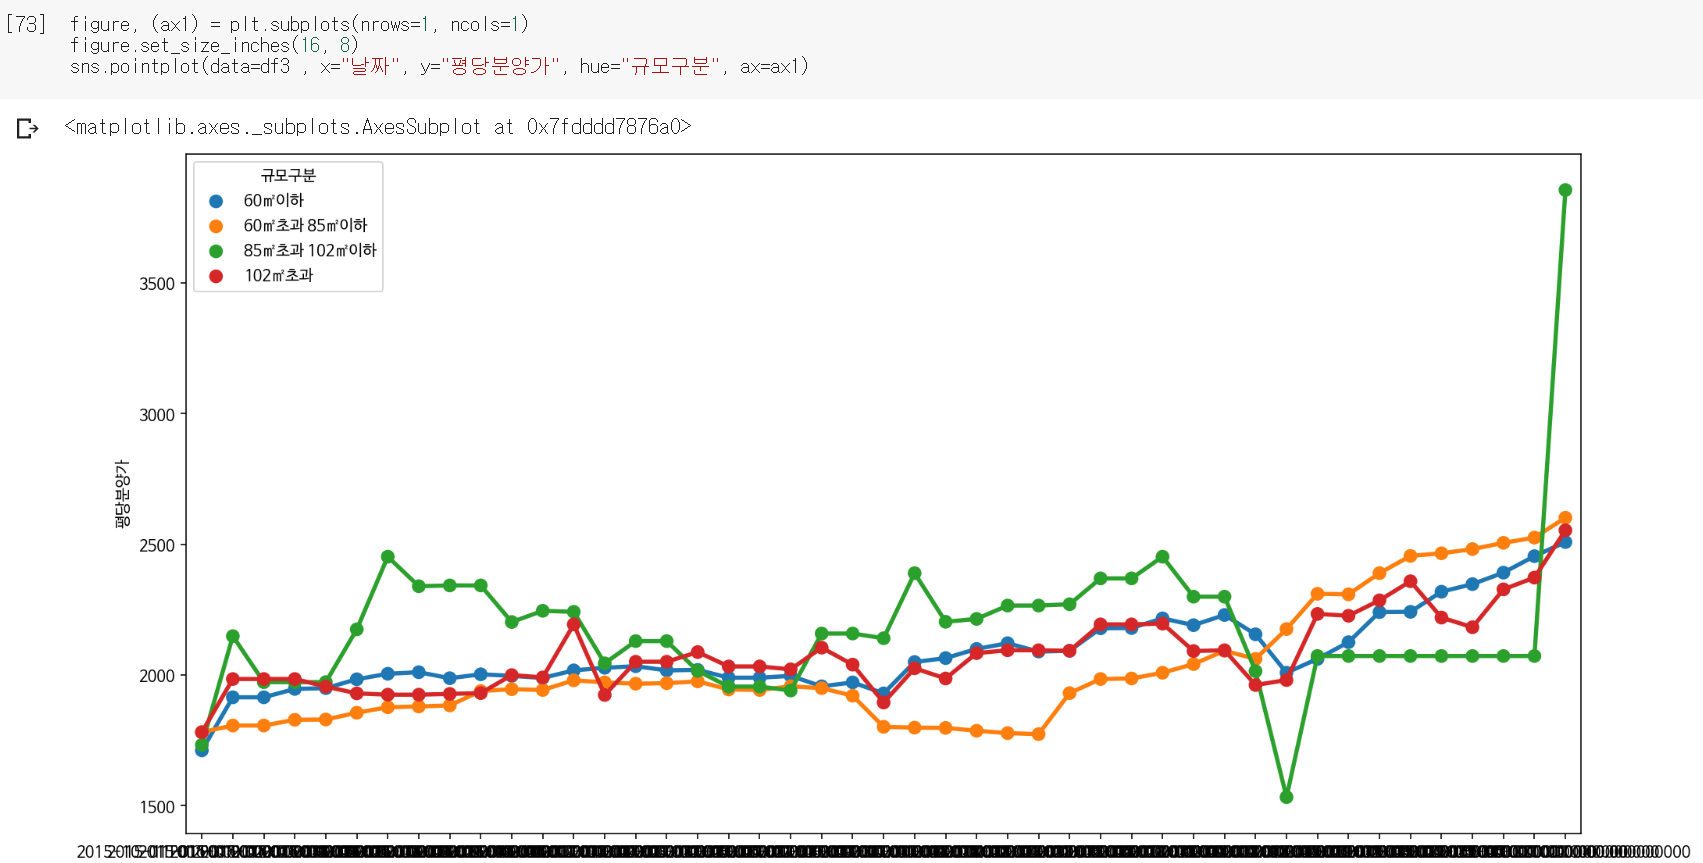 [73] figure, (ax1) = plt.subplots(nrows=1, ncols=1)
figure.set_size_inches(16, 8)
sns.pointplot(data=df3 , x="날짜", y="평당분양가", hue="규모구분", ax=ax1)
<matplotlib.axes._subplots.AxesSubplot at 0x7fdddd7876a0>
규모구분
60㎡이하
60㎡초과 85㎡이하
85㎡초과 102㎡이하
102㎡초과
3500
3000
평당분양가
2500
2000
1500